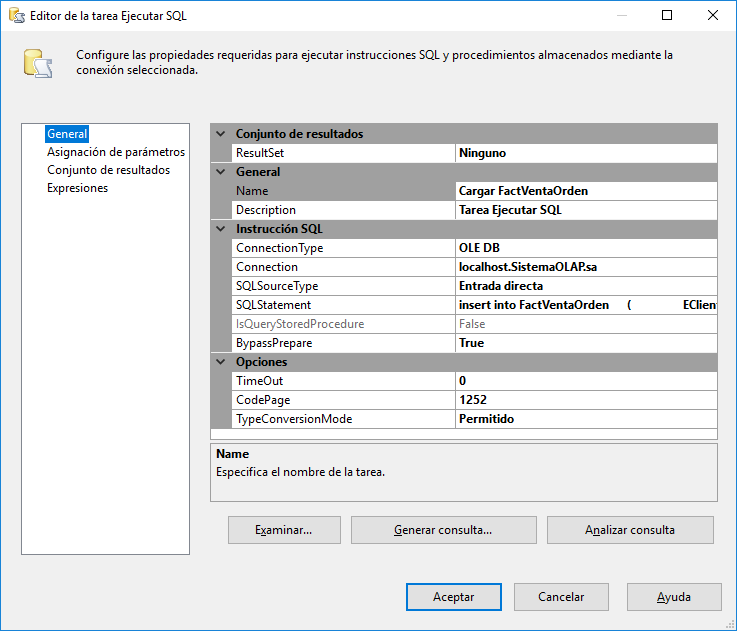 Editor de la tarea Ejecutar SQL
Configure las propiedades requeridas para ejecutar instrucciones SQL y procedimientos almacenados mediante la
conexión seleccionada.
General
Asignación de parámetros
Conjunto de resultados
Expresiones
Conjunto de resultados
ResultSet Ninguno
General
Name Cargar FactVentaOrden
Description Tarea Ejecutar SQL
Instrucción SQL
ConnectionType OLE DB
Connection localhost.SistemaOLAP.sa
SQLSourceType Entrada directa
SQLStatement insert into FactVentaOrden ( EClient
IsQueryStoredProcedure False
BypassPrepare True
Opciones
TimeOut 0
CodePage 1252
TypeConversionMode Permitido
Name
Especifica el nombre de la tarea.
Examinar... Generar consulta... Analizar consulta
Aceptar Cancelar Ayuda